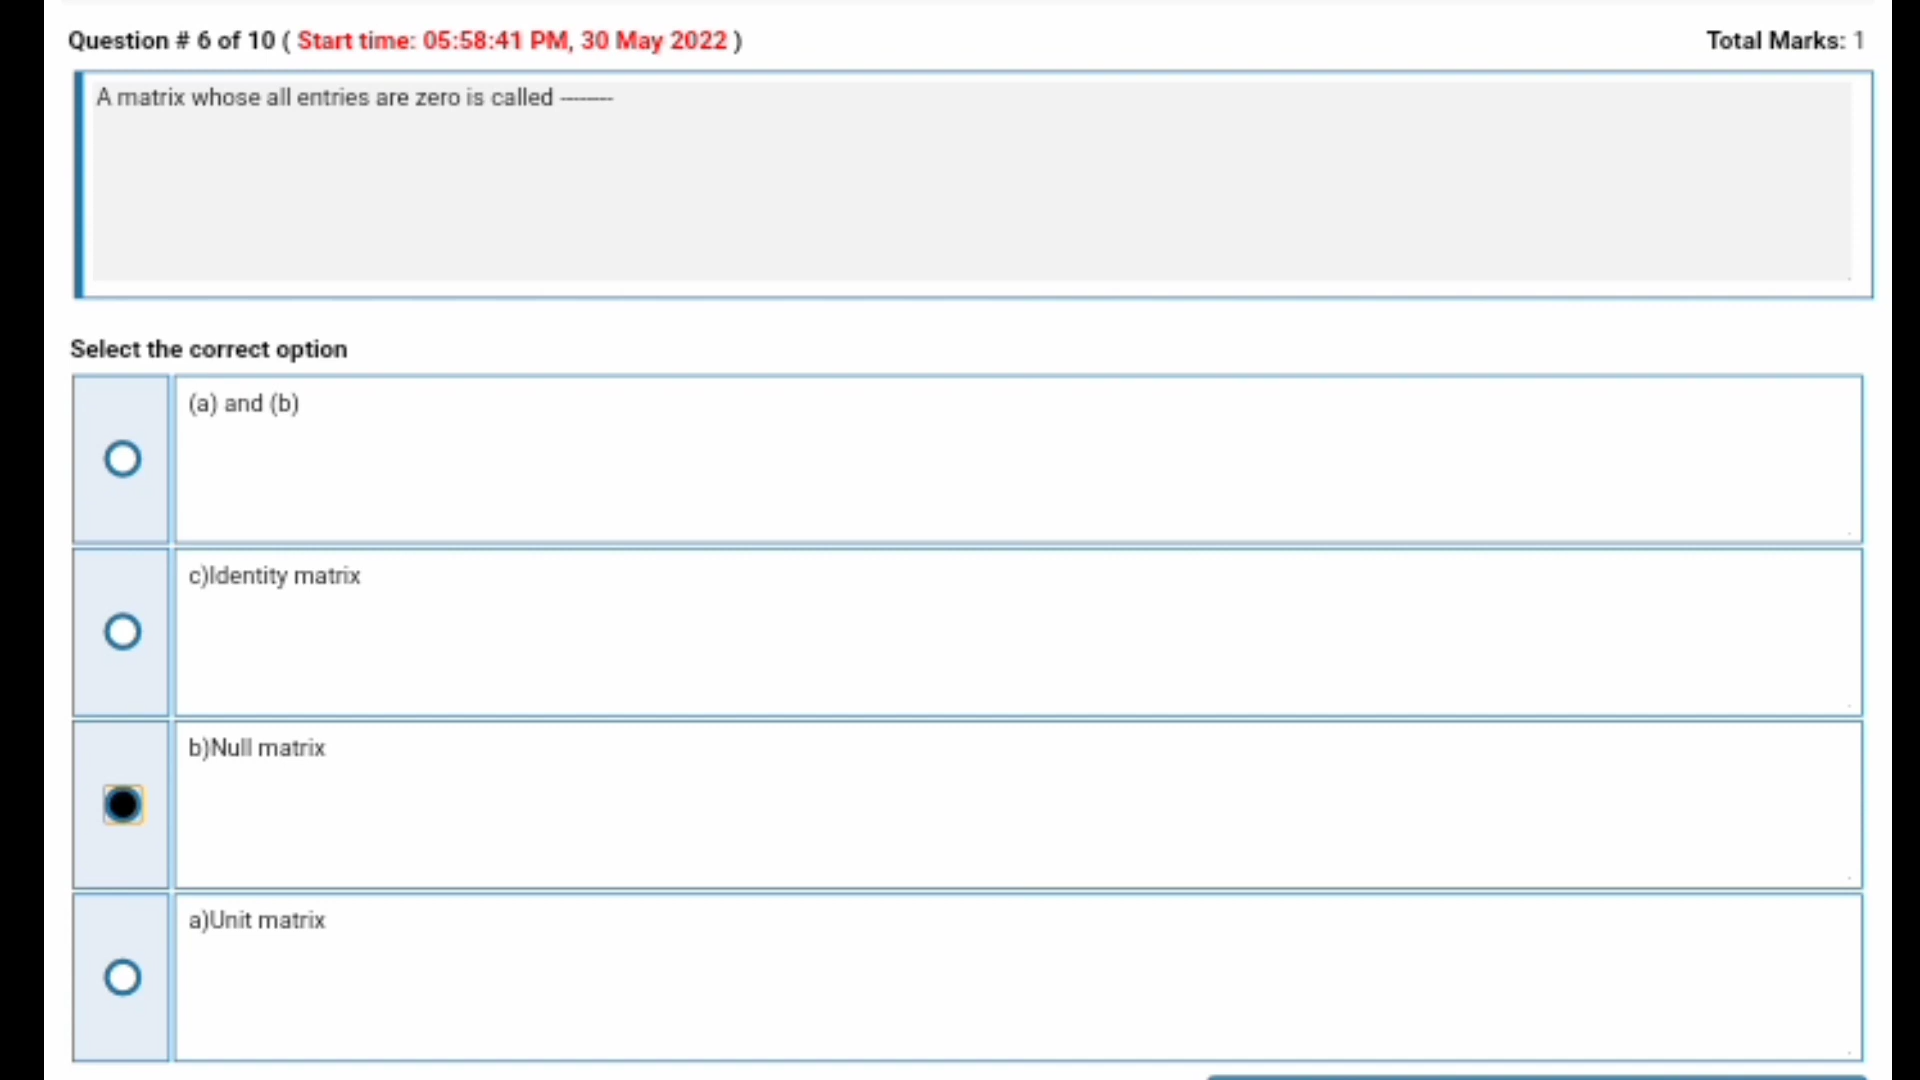 Question # 6 of 10 ( Start time: 05:58:41 PM, 30 May 2022 )
Total Marks: 1
A matrix whose all entries are zero is called --------
Select the correct option
(a) and (b)
c)Identity matrix
b)Null matrix
a)Unit matrix